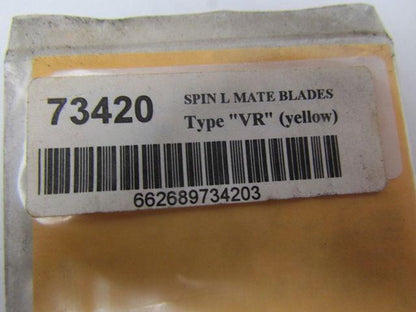 73420
SPIN L MATE BLADES
Type "VR" (yellow)
662689734203